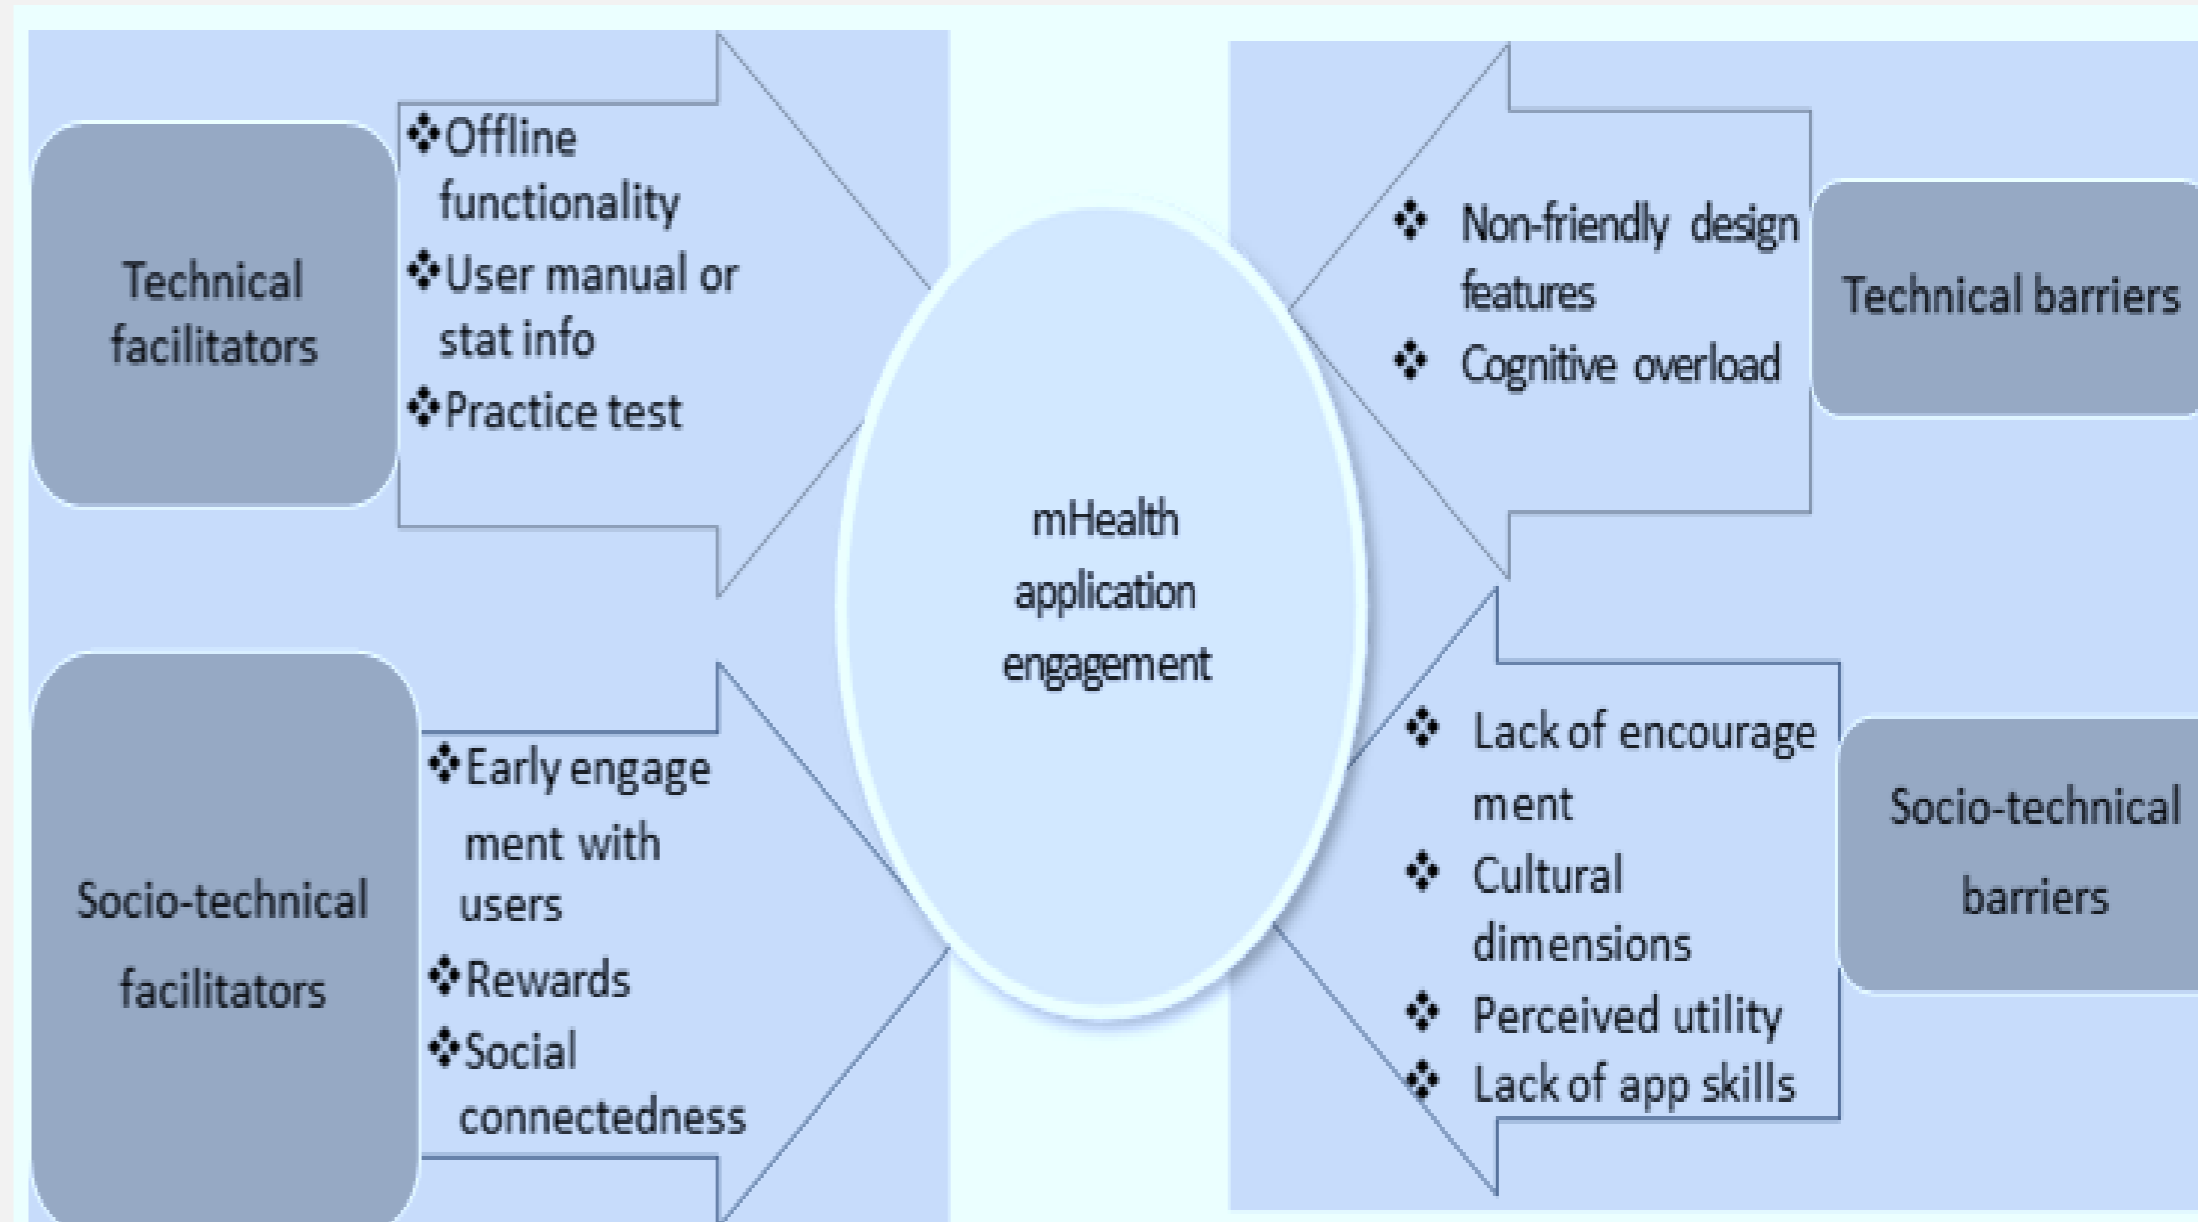 Technical
facilitators
❖Offline
functionality
❖User manual or
stat info
❖Practice test
Socio-technical
facilitators
❖Early engage
ment with
users
❖Rewards
❖Social
connectedness
mHealth
application
engagement
❖ Non-friendly design
features
❖ Cognitive overload
Technical barriers
❖ Lack of encourage
ment
❖ Cultural
dimensions
❖ Perceived utility
❖ Lack of app skills
Socio-technical
barriers